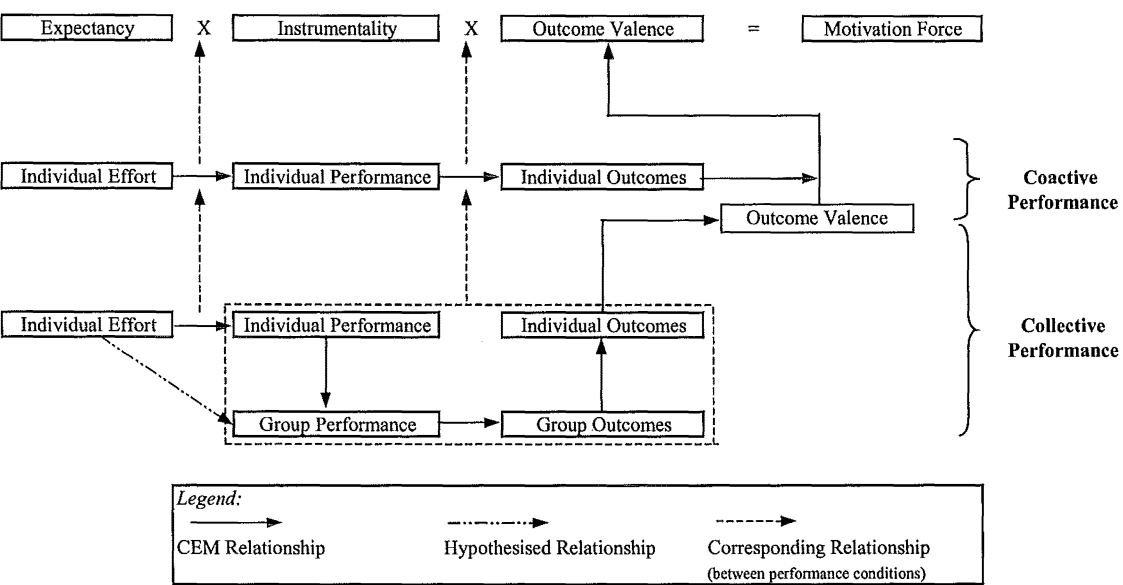 Expectancy X Instrumentality X Outcome Valence = Motivation Force
Individual Effort Individual Performance Individual Outcomes
Coactive
Performance
Outcome Valence
Individual Effort Individual Performance Individual Outcomes
Collective
Performance
Group Performance Group Outcomes
Legend:
CEM Relationship Hypothesised Relationship Corresponding Relationship
(between performance conditions)